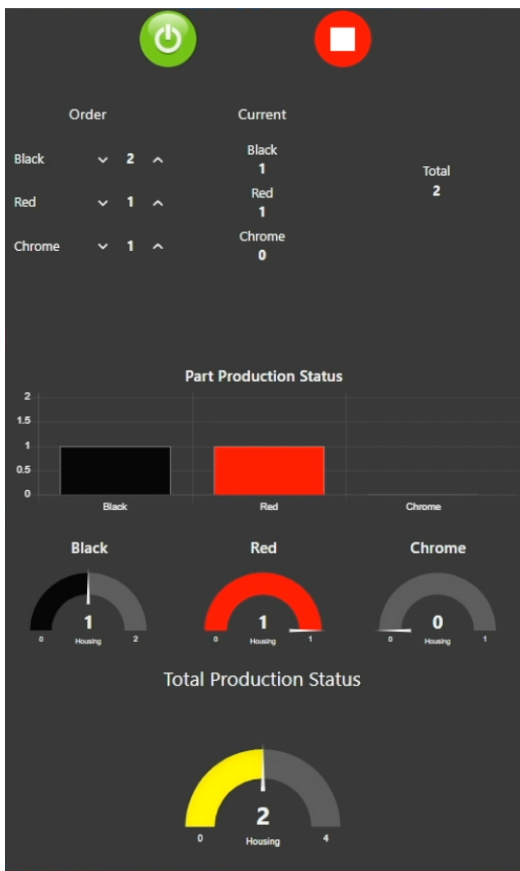 Order
Current
Black 2
Black
1
Total
2
Red 1
Red
1
Chrome 1
Chrome
0
Part Production Status
2
1.5
1
0.5
0
Black Red Chrome
Black Red Chrome
1 1 0
0 Housing 2 0 Housing 1 0 Housing 1
Total Production Status
2
0 Housing 4